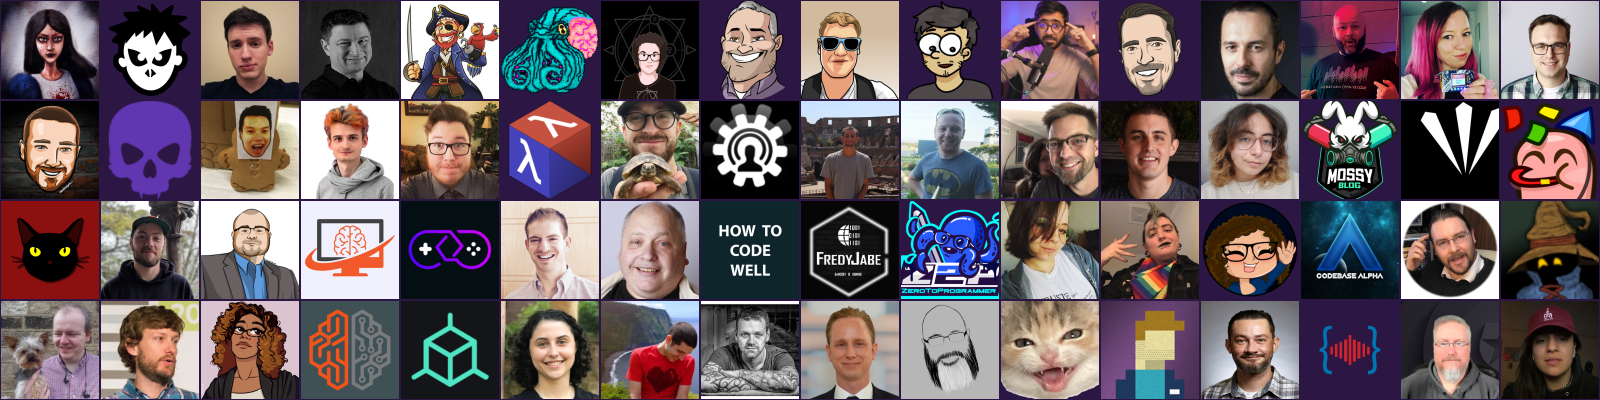 MOSSY
BLOG
HOW TO
CODE
WELL
FREDYJABE
ZEROTOPROGRAMMER
CODEBASE ALPHA